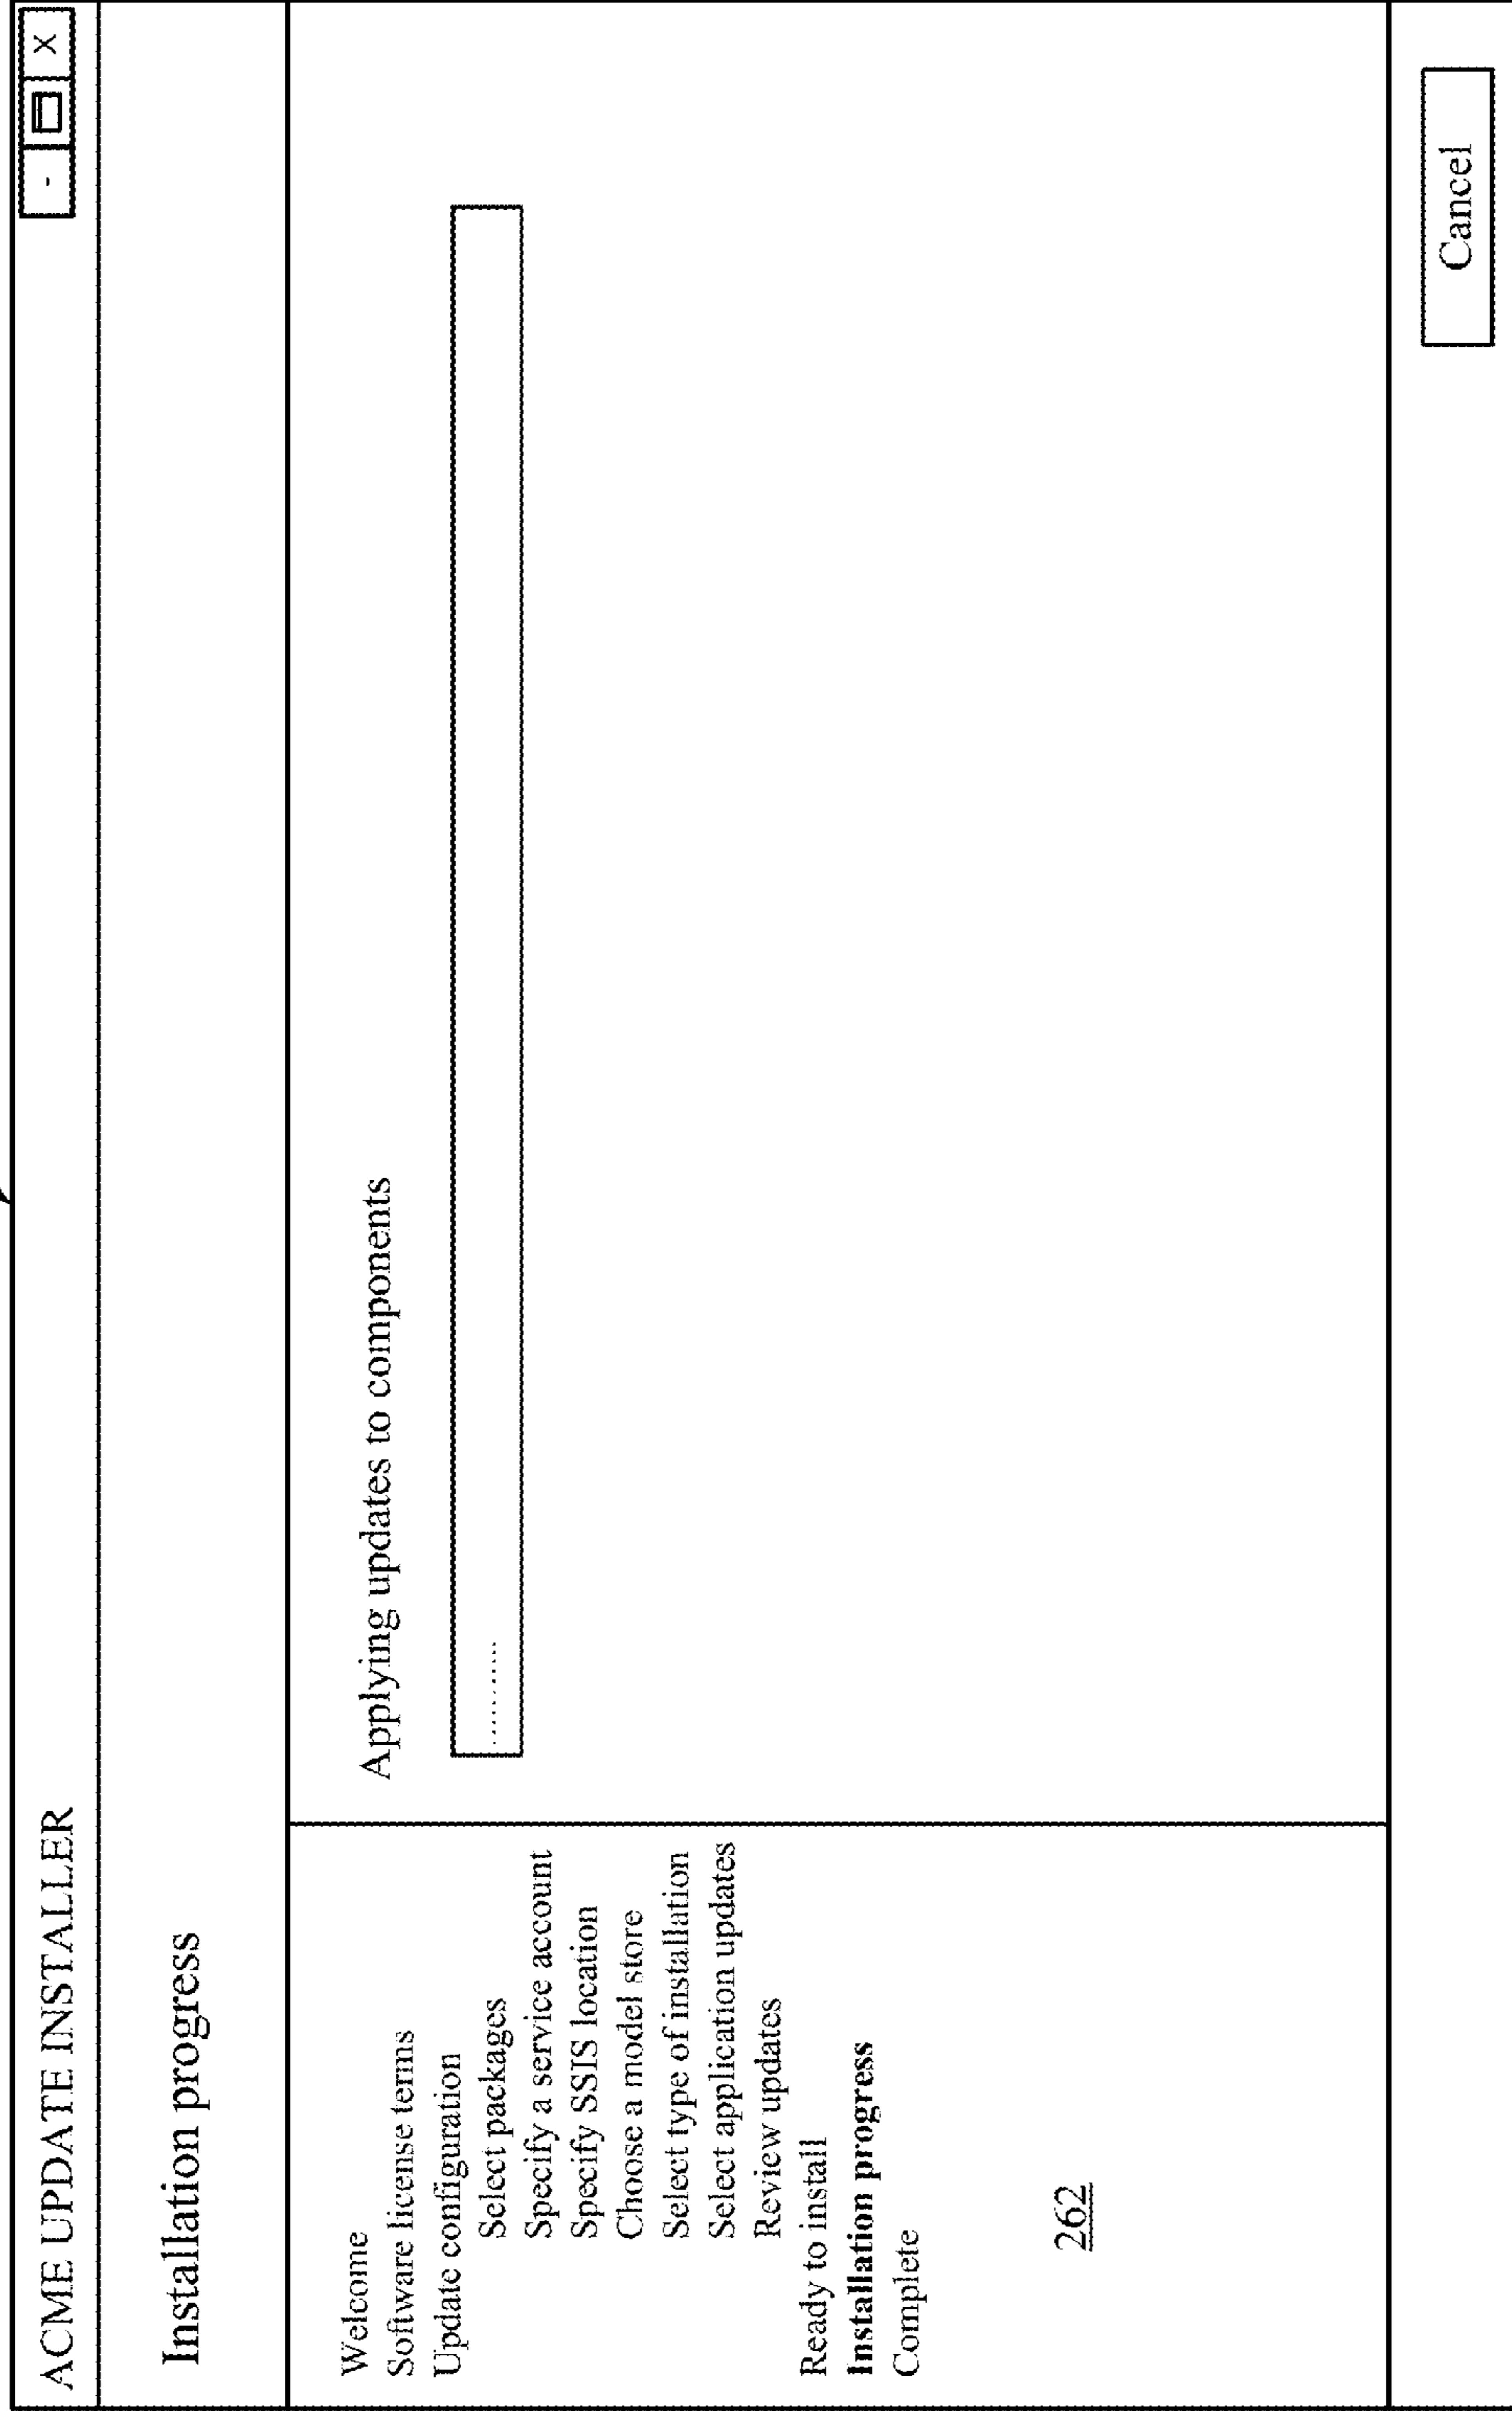 ACME UPDATE INSTALLER
- X
Installation progress
Welcome
Software license terms
Update configuration
Select packages
Specify a service account
Specify SSIS location
Choose a model store
Select type of installation
Select application updates
Review updates
Ready to install
Installation progress
Complete
262
Applying updates to components
..........
Cancel